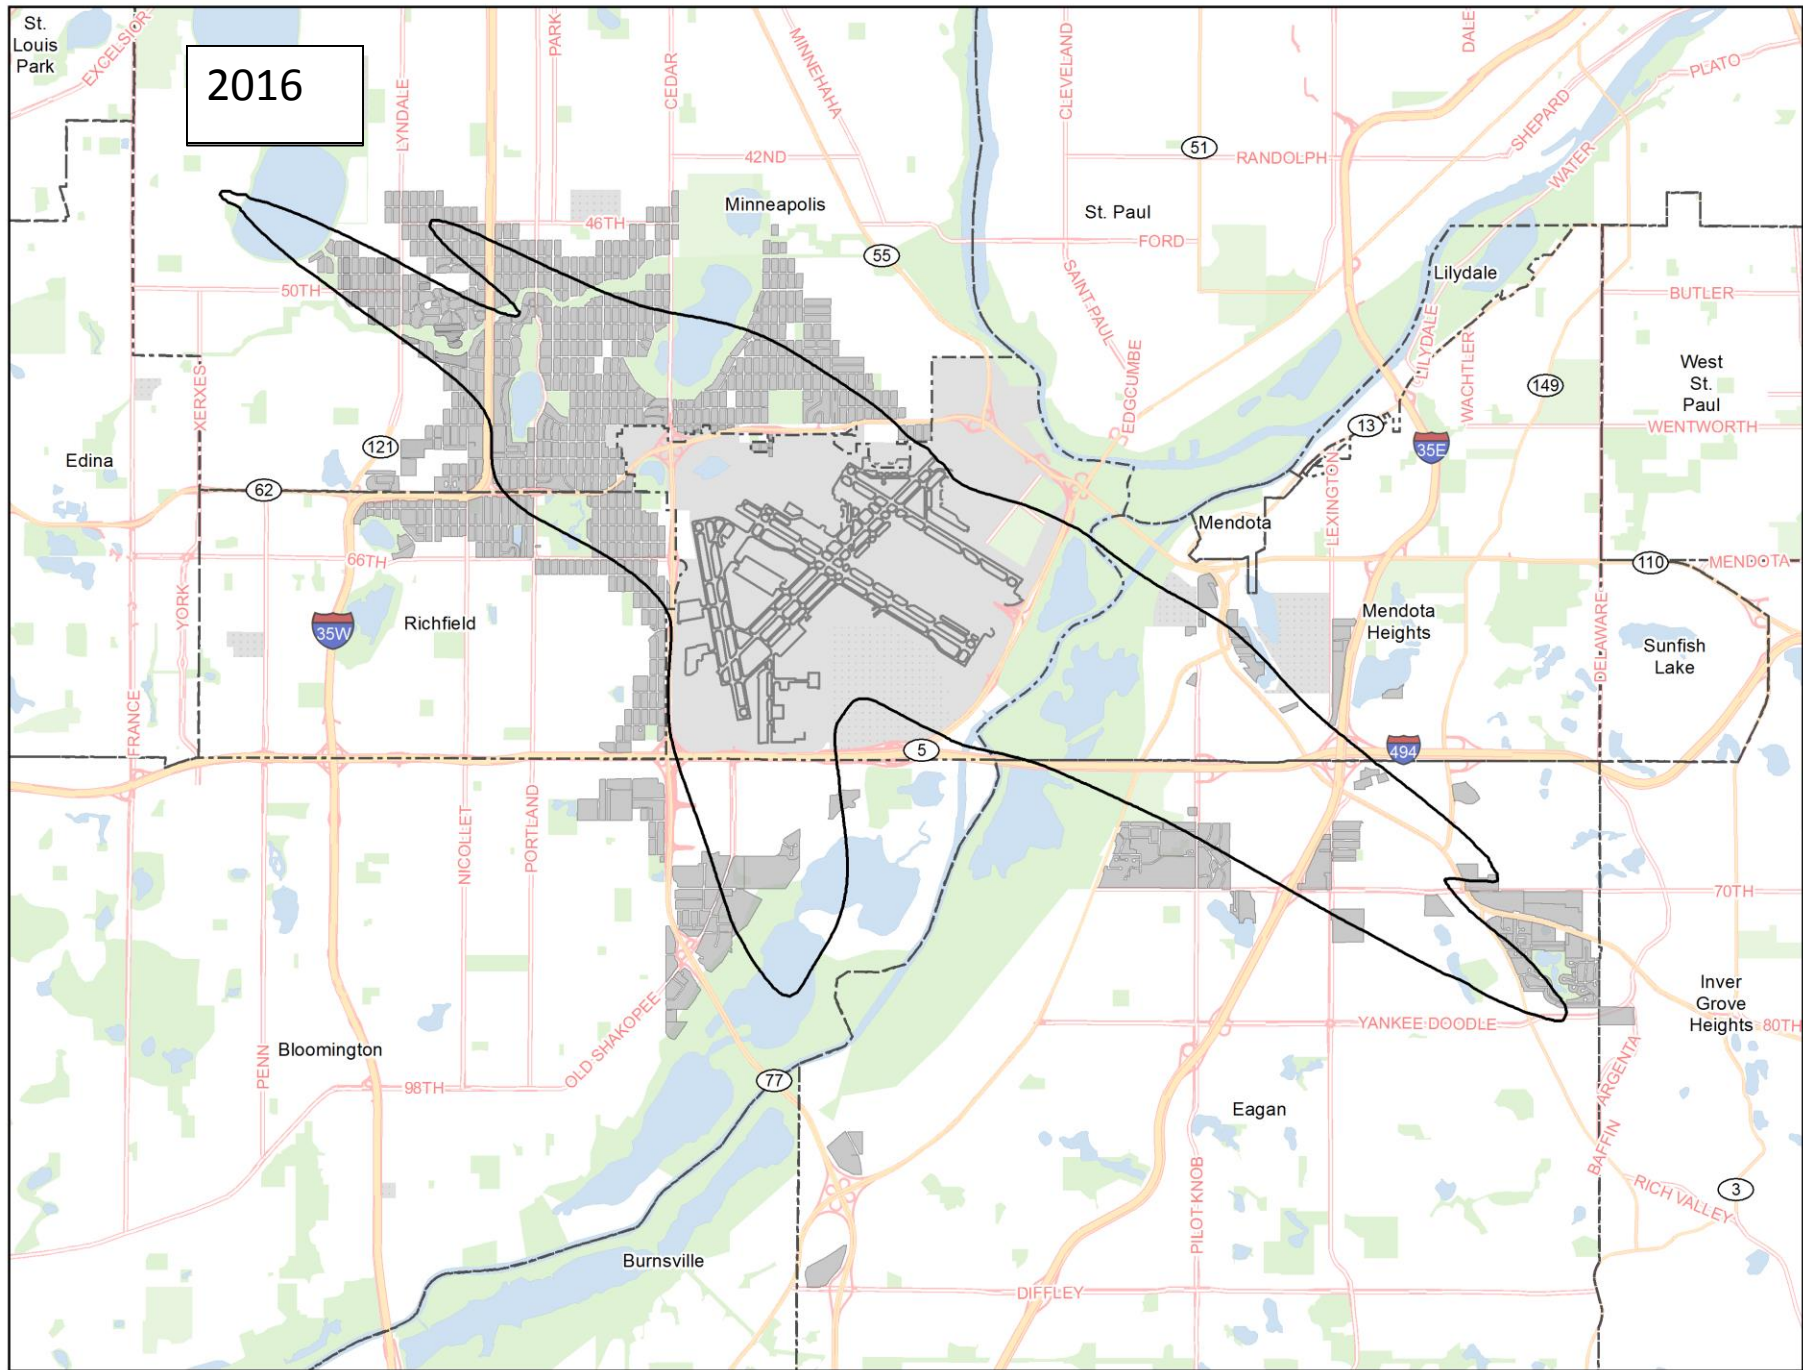 St.
Louis
Park
EXCELSIOR
2016
LYNDALE
PARK
CEDAR
MINNEHAHA
CLEVELAND
DALE
PLATO
SHEPARD
51
RANDOLPH
WATER
42ND
Minneapolis
46TH
St. Paul
FORD
55
SAINT PAUL
Lilydale
50TH
BUTLER
EDGCUMBE
LILYDALE
WACHTLER
149
West
St.
Paul
XERXES
WENTWORTH
13
35E
121
Edina
62
LEXINGTON
Mendota
66TH
110
MENDOTA
YORK
35W
Richfield
Mendota
Heights
DELAWARE
Sunfish
Lake
FRANCE
5
494
NICOLLET
PORTLAND
70TH
Inver
Grove
Heights
80TH
YANKEE DOODLE
OLD SHAKOPEE
Bloomington
PENN
98TH
77
ARGENTA
Eagan
BAFFIN
PILOT KNOB
RICH VALLEY
3
Burnsville
DIFFLEY